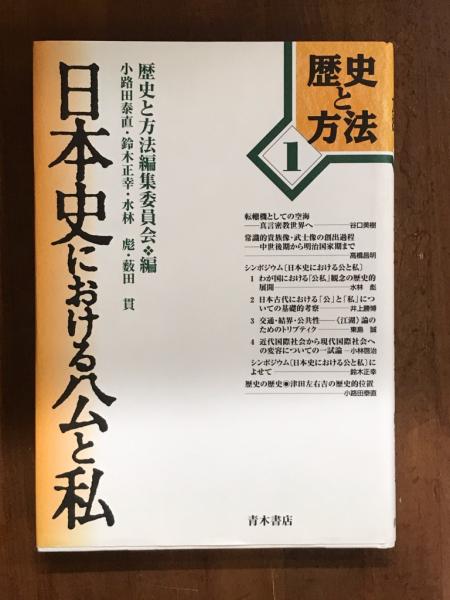 歴史
と
方法
1
日本史における公と私
歴史と方法編集委員会❖編
小路田泰直・鈴木正幸・水林 彪・薮田 貫
転轍機としての空海
──真言密教世界へ 谷口美樹
常識的貴族像・武士像の創出過程
──中世後期から明治国家期まで
髙橋昌明
シンポジウム〔日本史における公と私〕
1 わが国における「公私」観念の歴史的
展開 水林 彪
2 日本古代における「公」と「私」につ
いての基礎的考察 井上勝博
3 交通・結界・公共性──〈江湖〉論の
ためのトリプティク 東島 誠
4 近代国際社会から現代国際社会へ
の変容についての一試論 小林啓治
シンポジウム〔日本史における公と私〕に
よせて 鈴木正幸
歴史の歴史◉津田左右吉の歴史的位置
小路田泰直
青木書店